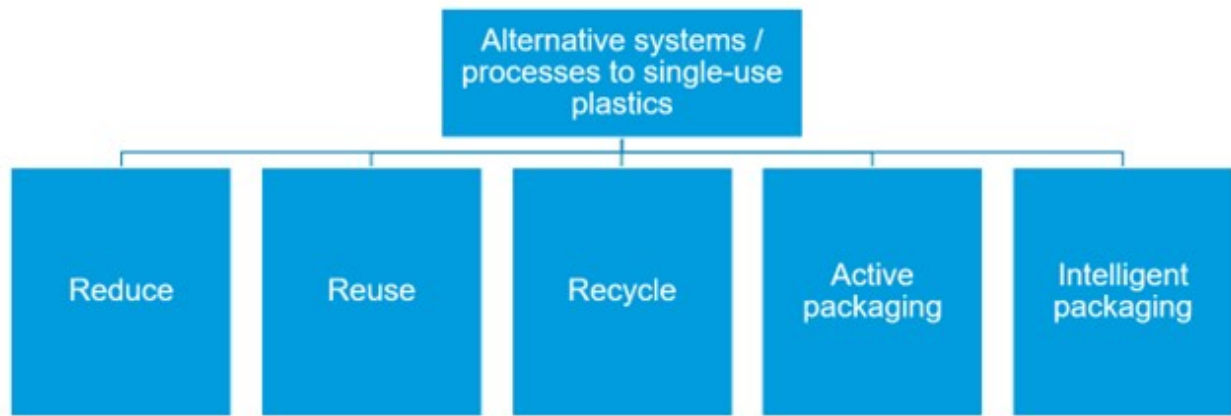 Alternative systems /
processes to single-use
plastics
Reduce
Reuse
Recycle
Active
packaging
Intelligent
packaging